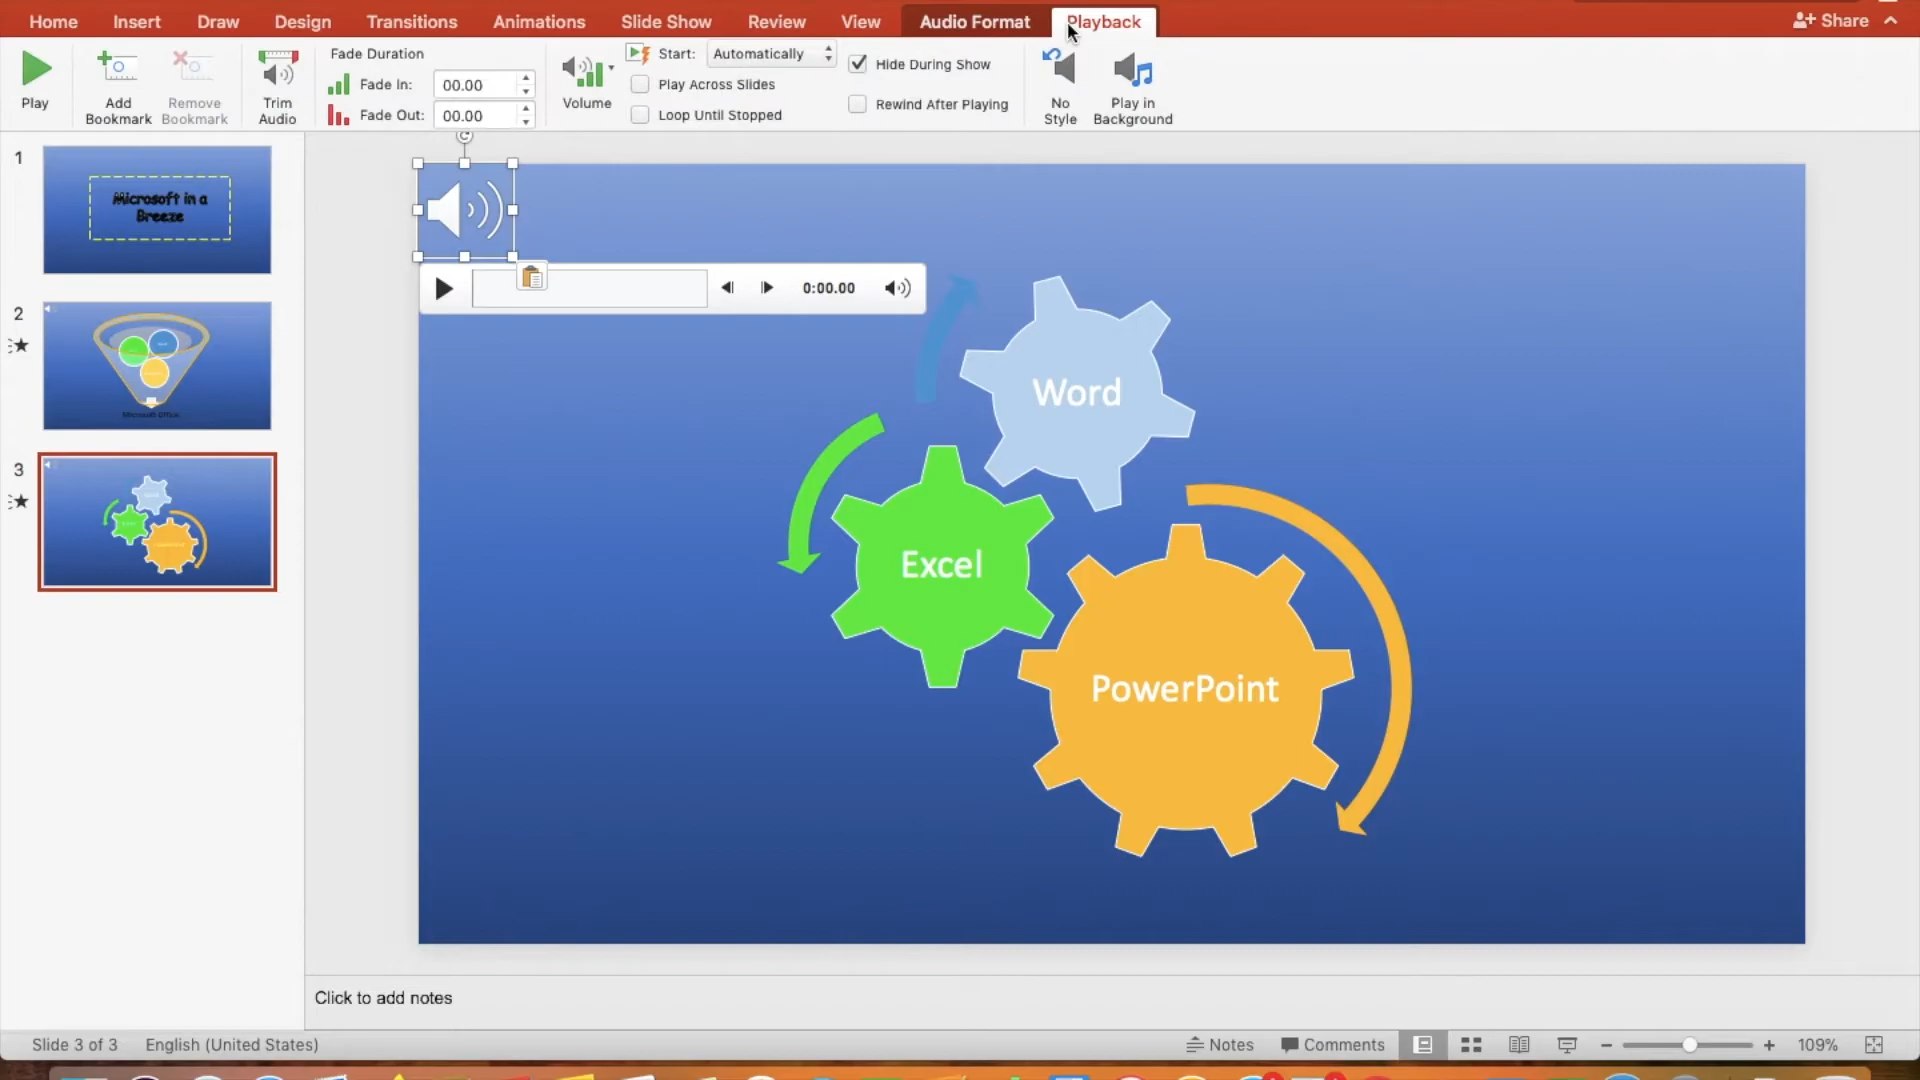 Home Insert Draw Design Transitions Animations Slide Show Review View Audio Format Playback Share
Play
Add Bookmark
Remove Bookmark
Trim Audio
Fade Duration
Fade In: 00.00
Fade Out: 00.00
Volume
Start: Automatically
Play Across Slides
Loop Until Stopped
Hide During Show
Rewind After Playing
No Style
Play in Background
1
Microsoft in a
Breeze
2
Microsoft Office
3
0:00.00
Word
Excel
PowerPoint
Click to add notes
Slide 3 of 3 English (United States) Notes Comments 109%